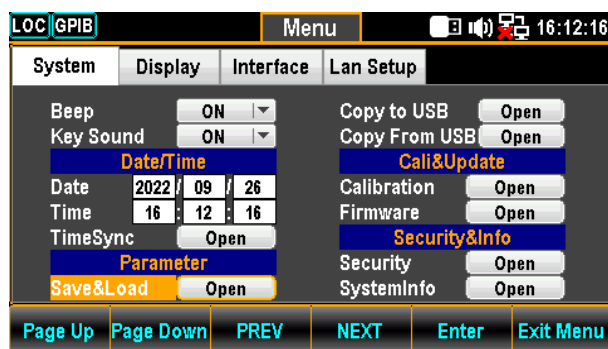 LOC GPIB Menu 16:12:16
System Display Interface Lan Setup
Beep ON
Key Sound ON
Date/Time
Date 2022 / 09 / 26
Time 16 : 12 : 16
TimeSync Open
Parameter
Save&Load Open
Copy to USB Open
Copy From USB Open
Cali&Update
Calibration Open
Firmware Open
Security&Info
Security Open
SystemInfo Open
Page Up Page Down PREV NEXT Enter Exit Menu